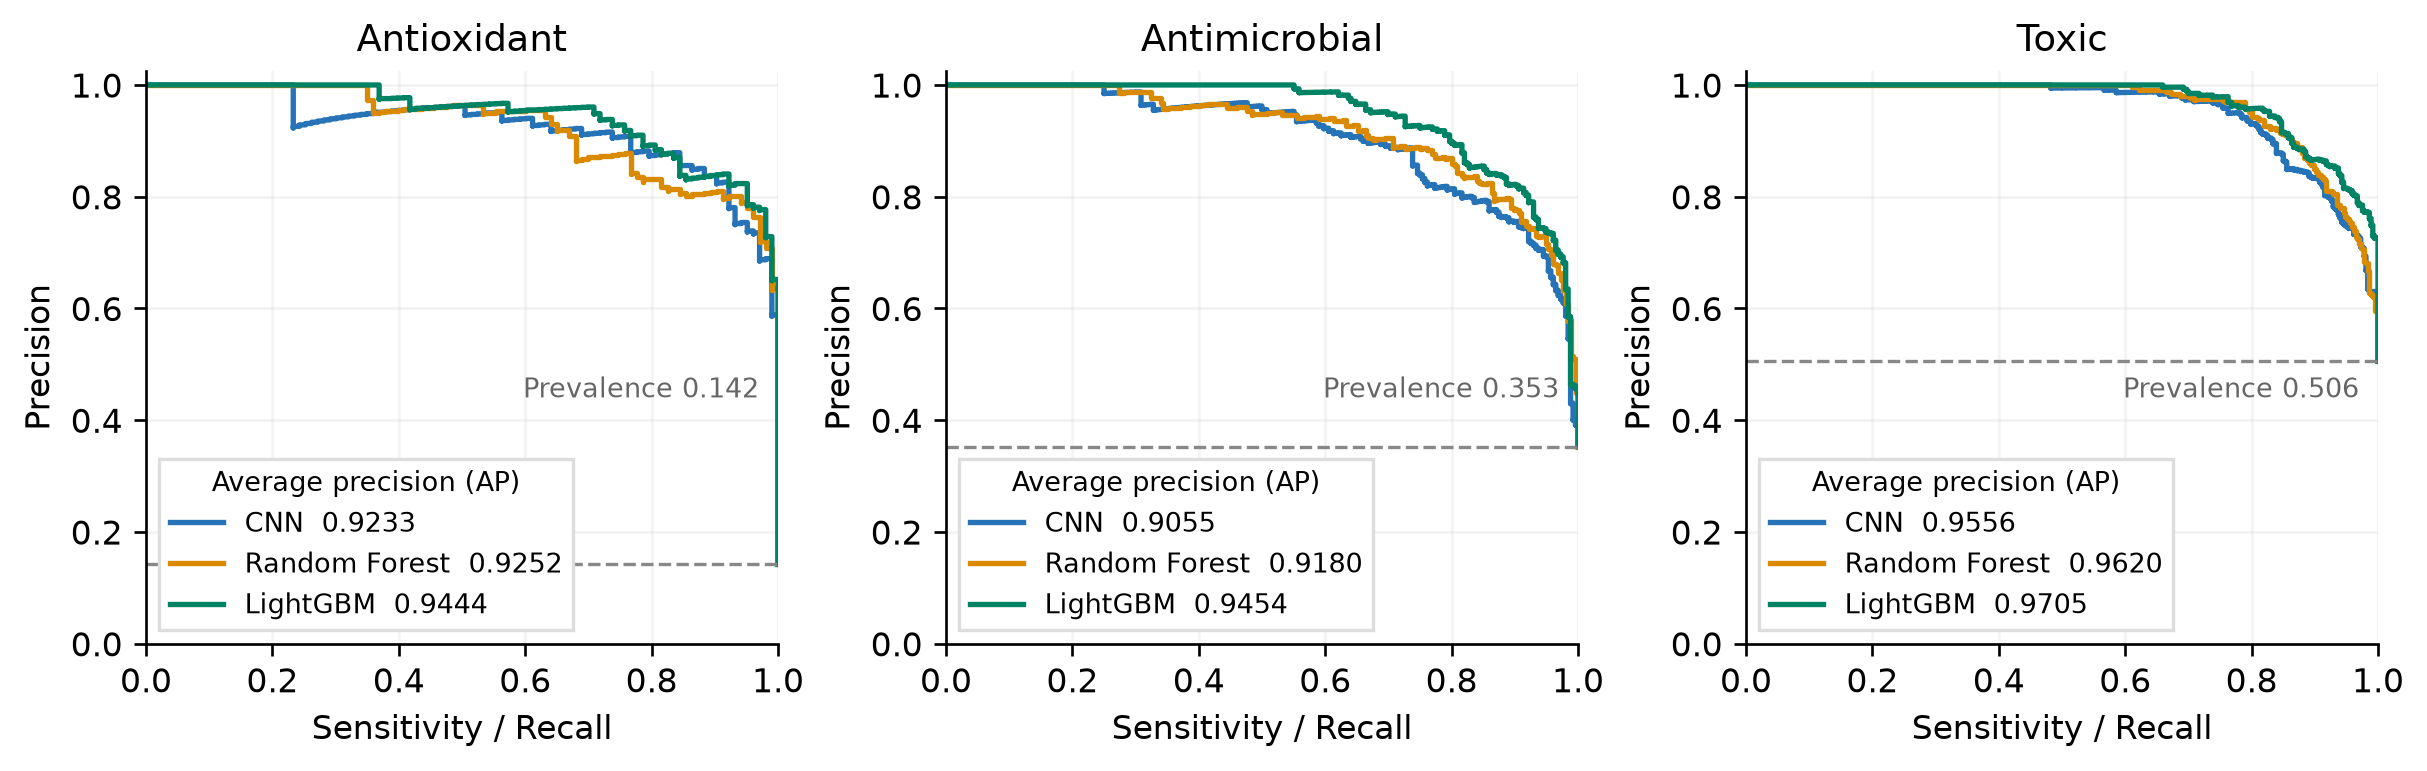 Antioxidant
1.0
0.8
0.6
0.4
0.2
0.0
Precision
Prevalence 0.142
Average precision (AP)
CNN 0.9233
Random Forest 0.9252
LightGBM 0.9444
0.0 0.2 0.4 0.6 0.8 1.0
Sensitivity / Recall
Antimicrobial
1.0
0.8
0.6
0.4
0.2
0.0
Precision
Prevalence 0.353
Average precision (AP)
CNN 0.9055
Random Forest 0.9180
LightGBM 0.9454
0.0 0.2 0.4 0.6 0.8 1.0
Sensitivity / Recall
Toxic
1.0
0.8
0.6
0.4
0.2
0.0
Precision
Prevalence 0.506
Average precision (AP)
CNN 0.9556
Random Forest 0.9620
LightGBM 0.9705
0.0 0.2 0.4 0.6 0.8 1.0
Sensitivity / Recall